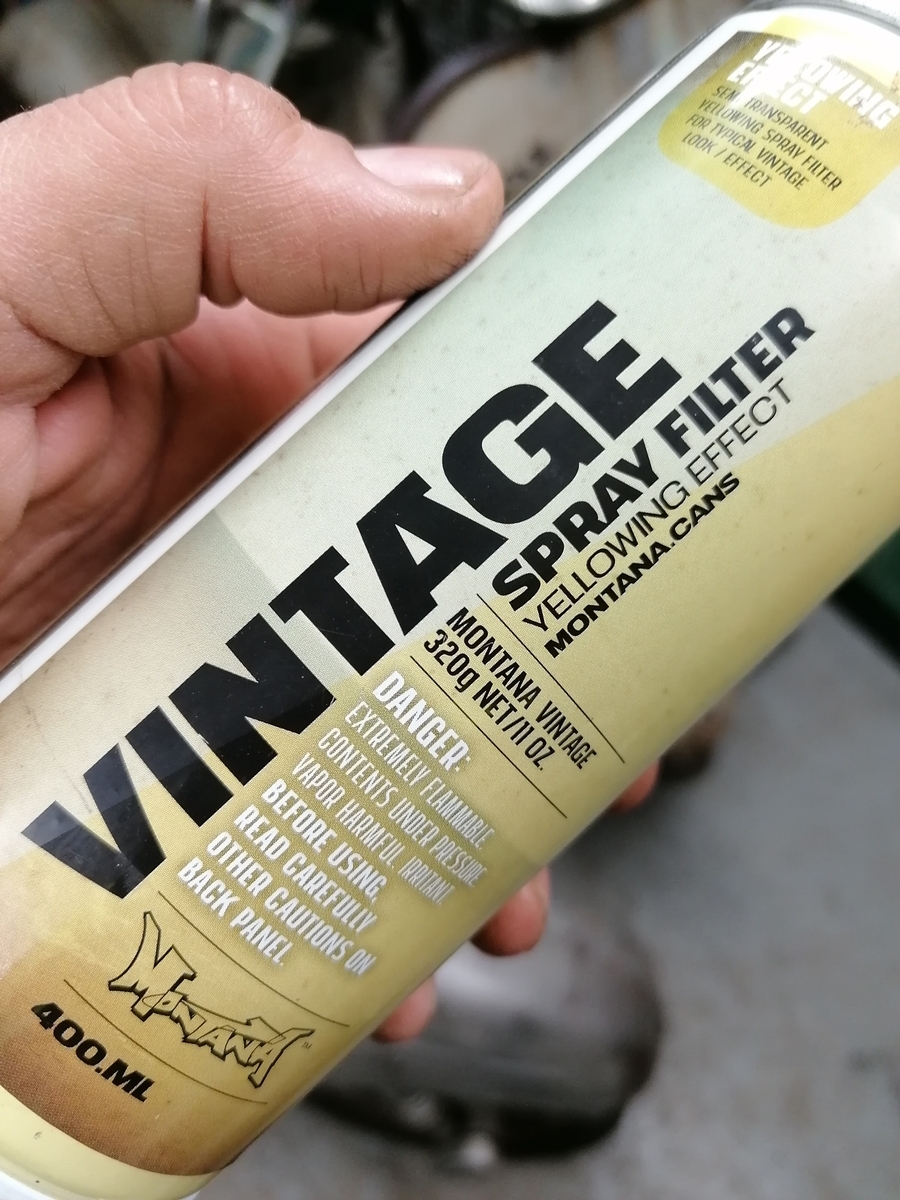 YELLOWING
EFFECT
SEMI TRANSPARENT
YELLOWING SPRAY FILTER
FOR TYPICAL VINTAGE
LOOK / EFFECT
VINTAGE
SPRAY FILTER
YELLOWING EFFECT
MONTANA.CANS
MONTANA VINTAGE
320g NET/11 OZ.
DANGER:
EXTREMELY FLAMMABLE
CONTENTS UNDER PRESSURE
VAPOR HARMFUL IRRITANT.
BEFORE USING,
READ CAREFULLY
OTHER CAUTIONS ON
BACK PANEL.
MONTANA™
400.ML